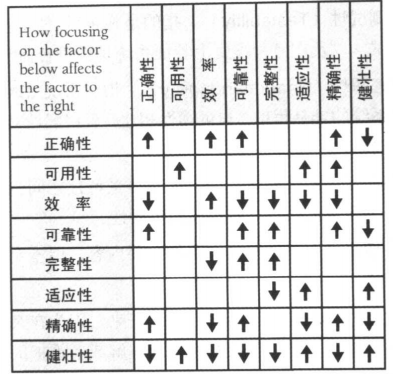 How focusing
on the factor
below affects
the factor to
the right
正确性
可用性
效 率
可靠性
完整性
适应性
精确性
健壮性
正确性 ↑ ↑ ↑ ↑ ↓
可用性 ↑ ↑ ↑
效 率 ↓ ↑ ↓ ↓ ↓ ↓
可靠性 ↑ ↑ ↑ ↑ ↓
完整性 ↓ ↑ ↑
适应性 ↓ ↑ ↑
精确性 ↑ ↓ ↑ ↓ ↑ ↓
健壮性 ↓ ↑ ↓ ↓ ↓ ↑ ↓ ↑